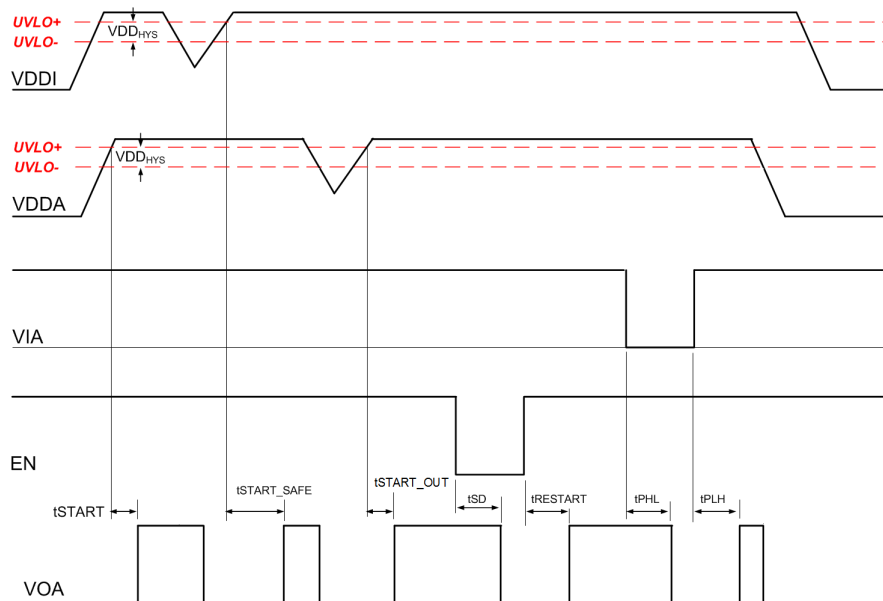 UVLO+
VDDHYS
UVLO-
VDDI
UVLO+
VDDHYS
UVLO-
VDDA
VIA
EN
tSTART
tSTART_SAFE
tSTART_OUT
tSD
tRESTART
tPHL
tPLH
VOA